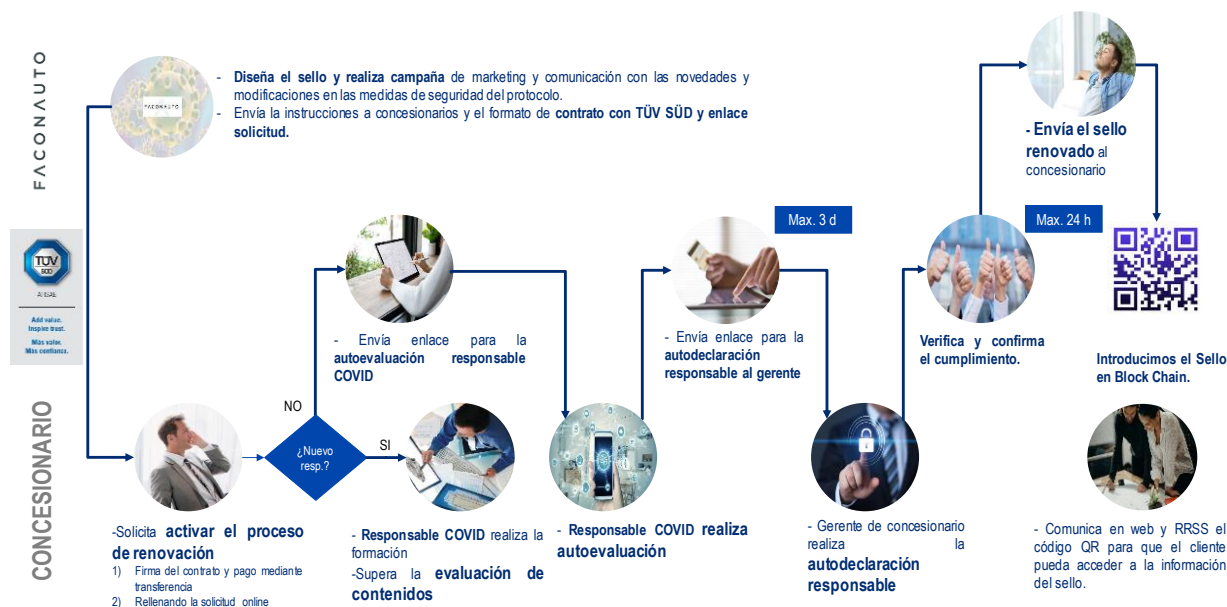 FACONAUTO
FACONAUTO
- Diseña el sello y realiza campaña de marketing y comunicación con las novedades y
modificaciones en las medidas de seguridad del protocolo.
- Envía la instrucciones a concesionarios y el formato de contrato con TÜV SÜD y enlace
solicitud.
- Envía el sello
renovado al
concesionario
Max. 3 d
Max. 24 h
TÜV
SÜD
Add value.
Inspire trust.
Más valor.
Más confianza.
- Envía enlace para la
autoevaluación responsable
COVID
- Envía enlace para la
autodeclaración
responsable al gerente
Verifica y confirma
el cumplimiento.
Introducimos el Sello
en Block Chain.
CONCESIONARIO
NO
¿Nuevo
resp.?
SI
-Solicita activar el proceso
de renovación
1) Firma del contrato y pago mediante
transferencia
2) Rellenando la solicitud online
- Responsable COVID realiza la
formación
-Supera la evaluación de
contenidos
- Responsable COVID realiza
autoevaluación
- Gerente de concesionario
realiza la
autodeclaración
responsable
- Comunica en web y RRSS el
código QR para que el cliente
pueda acceder a la información
del sello.